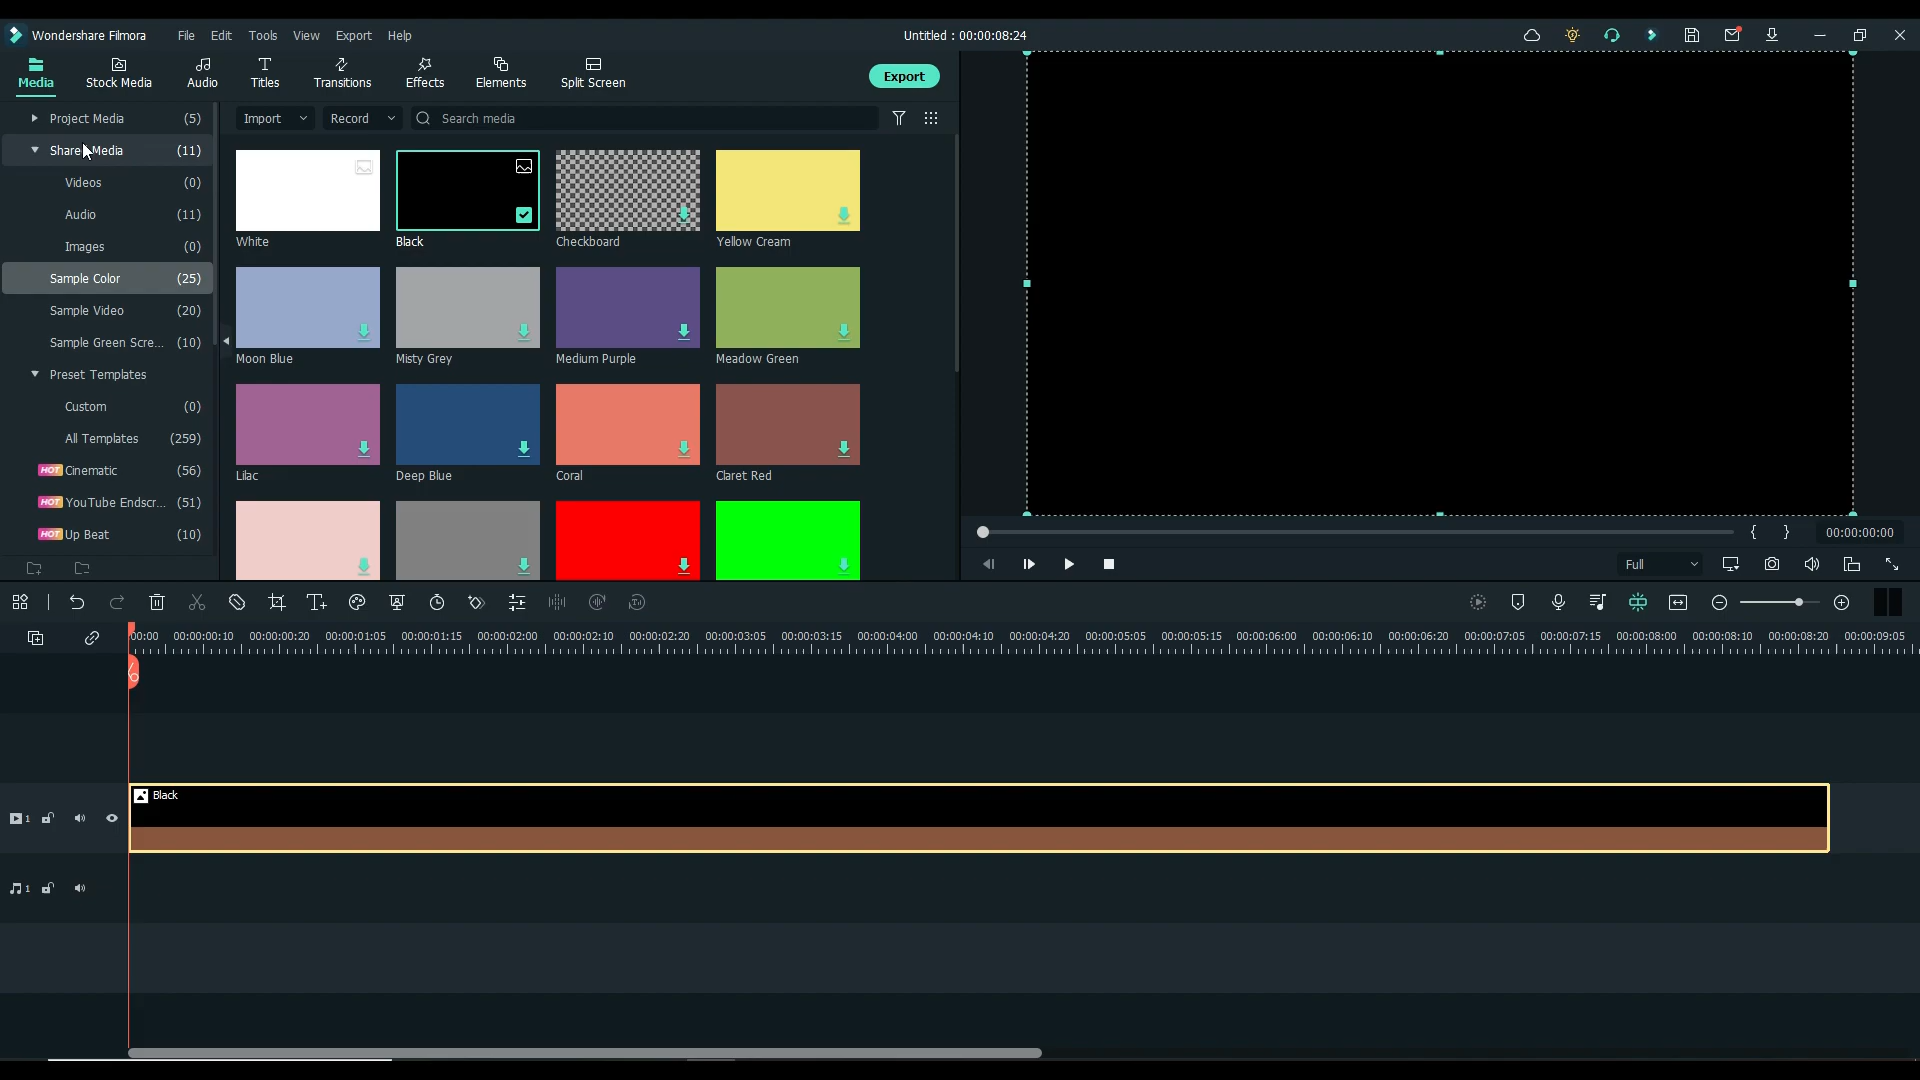 Wondershare Filmora File Edit Tools View Export Help Untitled : 00:00:08:24
Media Stock Media Audio Titles Transitions Effects Elements Split Screen Export
Project Media (5) Import Record Search media
Media (11)
Videos (0)
Audio (11)
White Black Checkboard Yellow Cream
Images (0)
Sample Color (25)
Sample Video (20)
Sample Green Scre... (10)
Moon Blue Misty Grey Medium Purple Meadow Green
Preset Templates
Custom (0)
All Templates (259)
HOT Cinematic (56)
Lilac Deep Blue Coral Claret Red
HOT YouTube Endscr... (51)
HOT Up Beat (10)
00:00:00:00
Full
00:00 00:00:00:10 00:00:00:20 00:00:01:05 00:00:01:15 00:00:02:00 00:00:02:10 00:00:02:20 00:00:03:05 00:00:03:15 00:00:04:00 00:00:04:10 00:00:04:20 00:00:05:05 00:00:05:15 00:00:06:00 00:00:06:10 00:00:06:20 00:00:07:05 00:00:07:15 00:00:08:00 00:00:08:10 00:00:08:20 00:00:09:05
Black
1
1